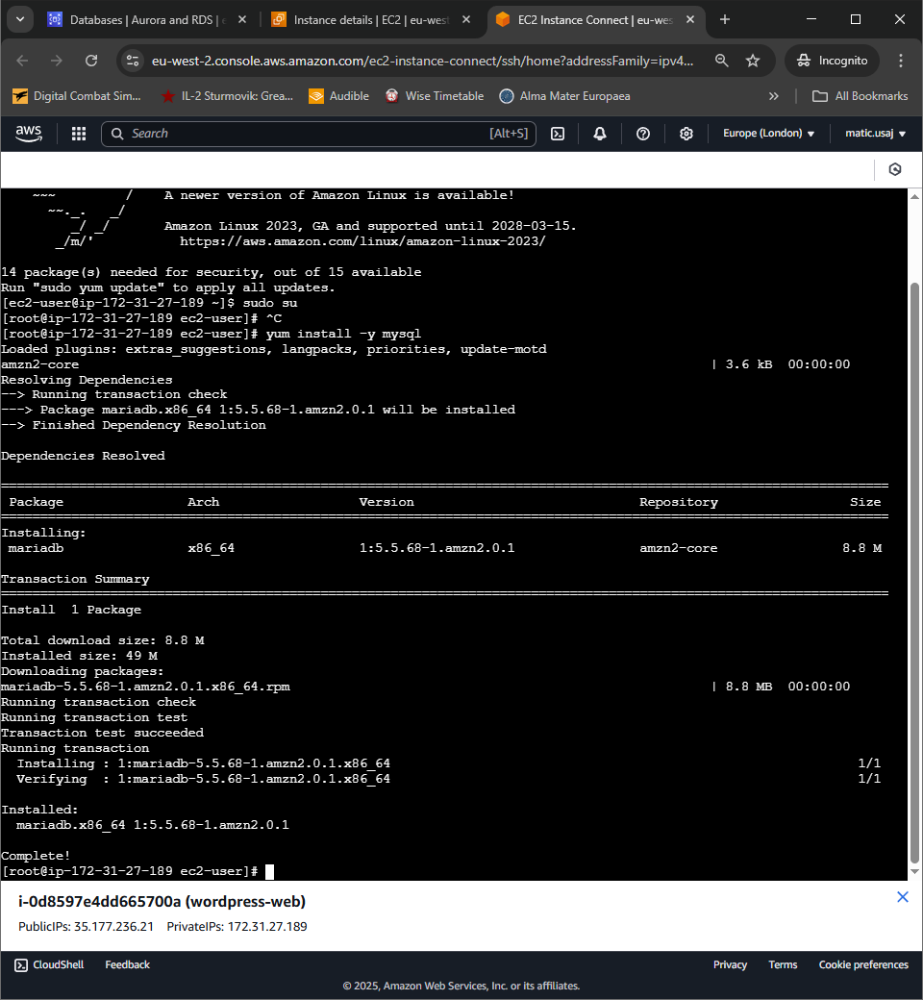 Databases | Aurora and RDS | e
Instance details | EC2 | eu-west
EC2 Instance Connect | eu-wes
eu-west-2.console.aws.amazon.com/ec2-instance-connect/ssh/home?addressFamily=ipv4...
Incognito
Digital Combat Sim...
IL-2 Sturmovik: Grea...
Audible
Wise Timetable
Alma Mater Europaea
All Bookmarks
aws
Search
[Alt+S]
Europe (London)
matic.usaj
~~~         /    A newer version of Amazon Linux is available!
~~._.   _/
_/ _/       Amazon Linux 2023, GA and supported until 2028-03-15.
_/m/'           https://aws.amazon.com/linux/amazon-linux-2023/
14 package(s) needed for security, out of 15 available
Run "sudo yum update" to apply all updates.
[ec2-user@ip-172-31-27-189 ~]$ sudo su
[root@ip-172-31-27-189 ec2-user]# ^C
[root@ip-172-31-27-189 ec2-user]# yum install -y mysql
Loaded plugins: extras_suggestions, langpacks, priorities, update-motd
amzn2-core | 3.6 kB  00:00:00
Resolving Dependencies
--> Running transaction check
---> Package mariadb.x86_64 1:5.5.68-1.amzn2.0.1 will be installed
--> Finished Dependency Resolution
Dependencies Resolved
Package Arch Version Repository Size
Installing:
mariadb x86_64 1:5.5.68-1.amzn2.0.1 amzn2-core 8.8 M
Transaction Summary
Install  1 Package
Total download size: 8.8 M
Installed size: 49 M
Downloading packages:
mariadb-5.5.68-1.amzn2.0.1.x86_64.rpm | 8.8 MB  00:00:00
Running transaction check
Running transaction test
Transaction test succeeded
Running transaction
Installing : 1:mariadb-5.5.68-1.amzn2.0.1.x86_64 1/1
Verifying  : 1:mariadb-5.5.68-1.amzn2.0.1.x86_64 1/1
Installed:
mariadb.x86_64 1:5.5.68-1.amzn2.0.1
Complete!
[root@ip-172-31-27-189 ec2-user]#
i-0d8597e4dd665700a (wordpress-web)
PublicIPs: 35.177.236.21 PrivateIPs: 172.31.27.189
CloudShell
Feedback
Privacy
Terms
Cookie preferences
© 2025, Amazon Web Services, Inc. or its affiliates.